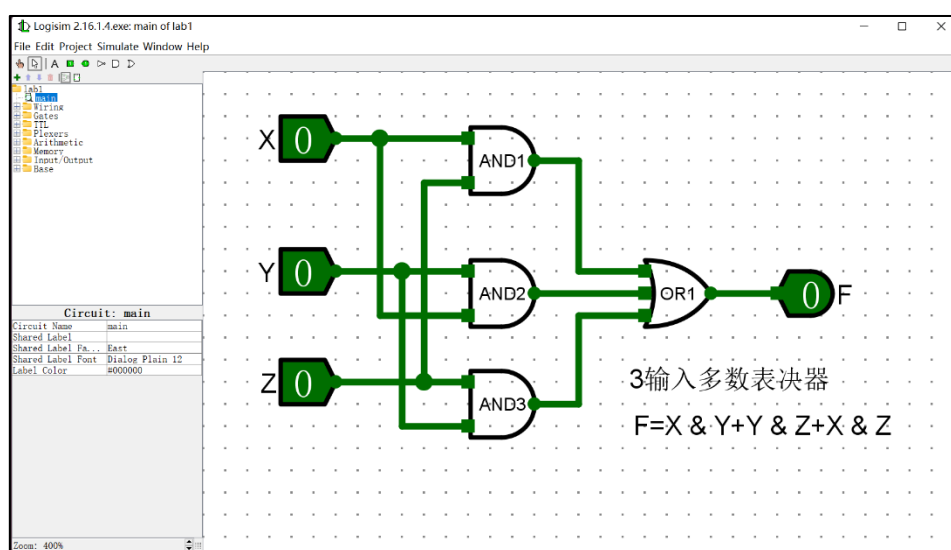 Logisim 2.16.1.4.exe: main of lab1
File Edit Project Simulate Window Help
A
lab1
main
Wiring
Gates
TTL
Plexers
Arithmetic
Memory
Input/Output
Base
Circuit: main
Circuit Name main
Shared Label
Shared Label Fa... East
Shared Label Font Dialog Plain 12
Label Color #000000
Zoom: 400%
X 0
AND1
Y 0
AND2
OR1
0 F
Z 0
AND3
3输入多数表决器
F=X & Y+Y & Z+X & Z